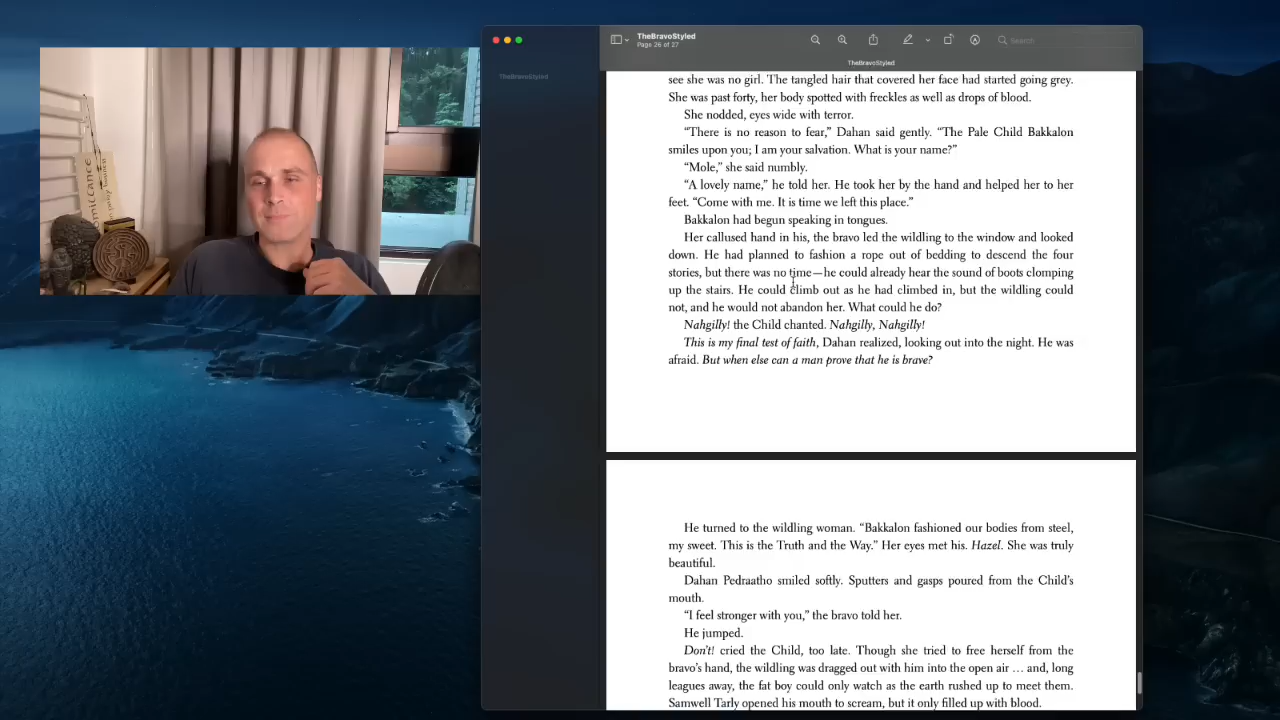 TheBravoStyled
Page 26 of 27
Search
TheBravoStyled
TheBravoStyled
see she was no girl. The tangled hair that covered her face had started going grey.
She was past forty, her body spotted with freckles as well as drops of blood.
She nodded, eyes wide with terror.
“There is no reason to fear,” Dahan said gently. “The Pale Child Bakkalon
smiles upon you; I am your salvation. What is your name?”
“Mole,” she said numbly.
“A lovely name,” he told her. He took her by the hand and helped her to her
feet. “Come with me. It is time we left this place.”
Bakkalon had begun speaking in tongues.
Her callused hand in his, the bravo led the wildling to the window and looked
down. He had planned to fashion a rope out of bedding to descend the four
stories, but there was no time—he could already hear the sound of boots clomping
up the stairs. He could climb out as he had climbed in, but the wildling could
not, and he would not abandon her. What could he do?
Nahgilly! the Child chanted. Nahgilly, Nahgilly!
This is my final test of faith, Dahan realized, looking out into the night. He was
afraid. But when else can a man prove that he is brave?
He turned to the wildling woman. “Bakkalon fashioned our bodies from steel,
my sweet. This is the Truth and the Way.” Her eyes met his. Hazel. She was truly
beautiful.
Dahan Pedraatho smiled softly. Sputters and gasps poured from the Child’s
mouth.
“I feel stronger with you,” the bravo told her.
He jumped.
Don’t! cried the Child, too late. Though she tried to free herself from the
bravo’s hand, the wildling was dragged out with him into the open air … and, long
leagues away, the fat boy could only watch as the earth rushed up to meet them.
Samwell Tarly opened his mouth to scream, but it only filled up with blood.